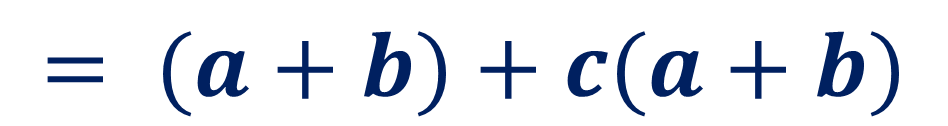 = (a + b) + c(a + b)